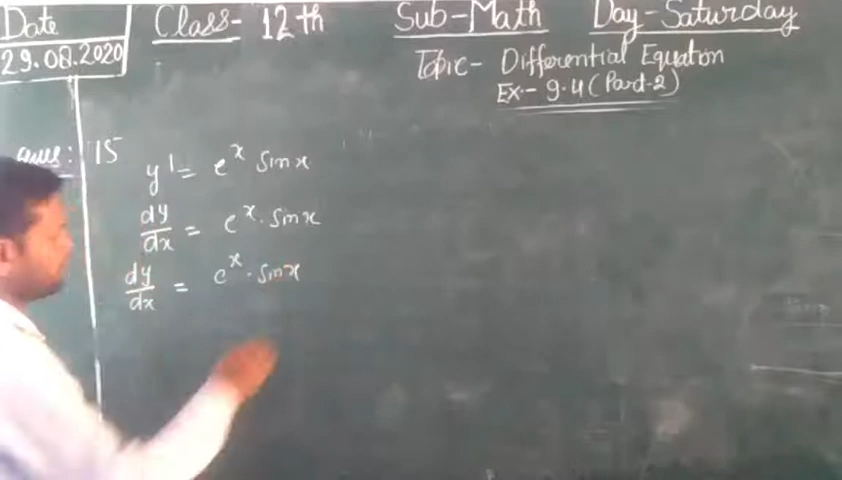 Date
29.08.2020
Class- 12th
Sub-Math
Day-Saturday
Topic- Differential Equation
Ex.- 9.4 (Part-2)
Ques: 15
y' = e^x sin x
dy/dx = e^x . sin x
dy/dx = e^x . sin x